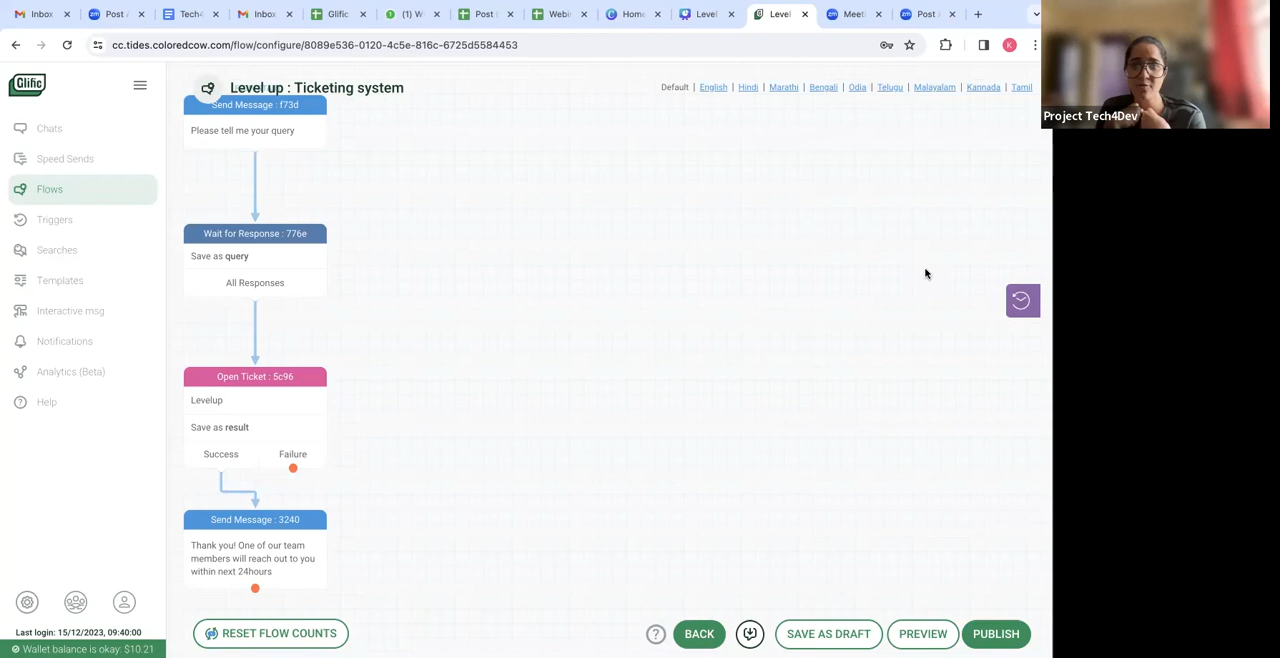 Inbox
Post A
Tech4
Inbox
Glific
(1) W
Post t
Webin
Home
Level
Level
Meeti
Post A
cc.tides.coloredcow.com/flow/configure/8089e536-0120-4c5e-816c-6725d5584453
K
Glific
Level up : Ticketing system
Default | English | Hindi | Marathi | Bengali | Odia | Telugu | Malayalam | Kannada | Tamil
Project Tech4Dev
Chats
Speed Sends
Flows
Triggers
Searches
Templates
Interactive msg
Notifications
Analytics (Beta)
Help
Send Message : f73d
Please tell me your query
Wait for Response : 776e
Save as query
All Responses
Open Ticket : 5c96
Levelup
Save as result
Success Failure
Send Message : 3240
Thank you! One of our team
members will reach out to you
within next 24hours
Last login: 15/12/2023, 09:40:00
Wallet balance is okay: $10.21
RESET FLOW COUNTS
? BACK SAVE AS DRAFT PREVIEW PUBLISH